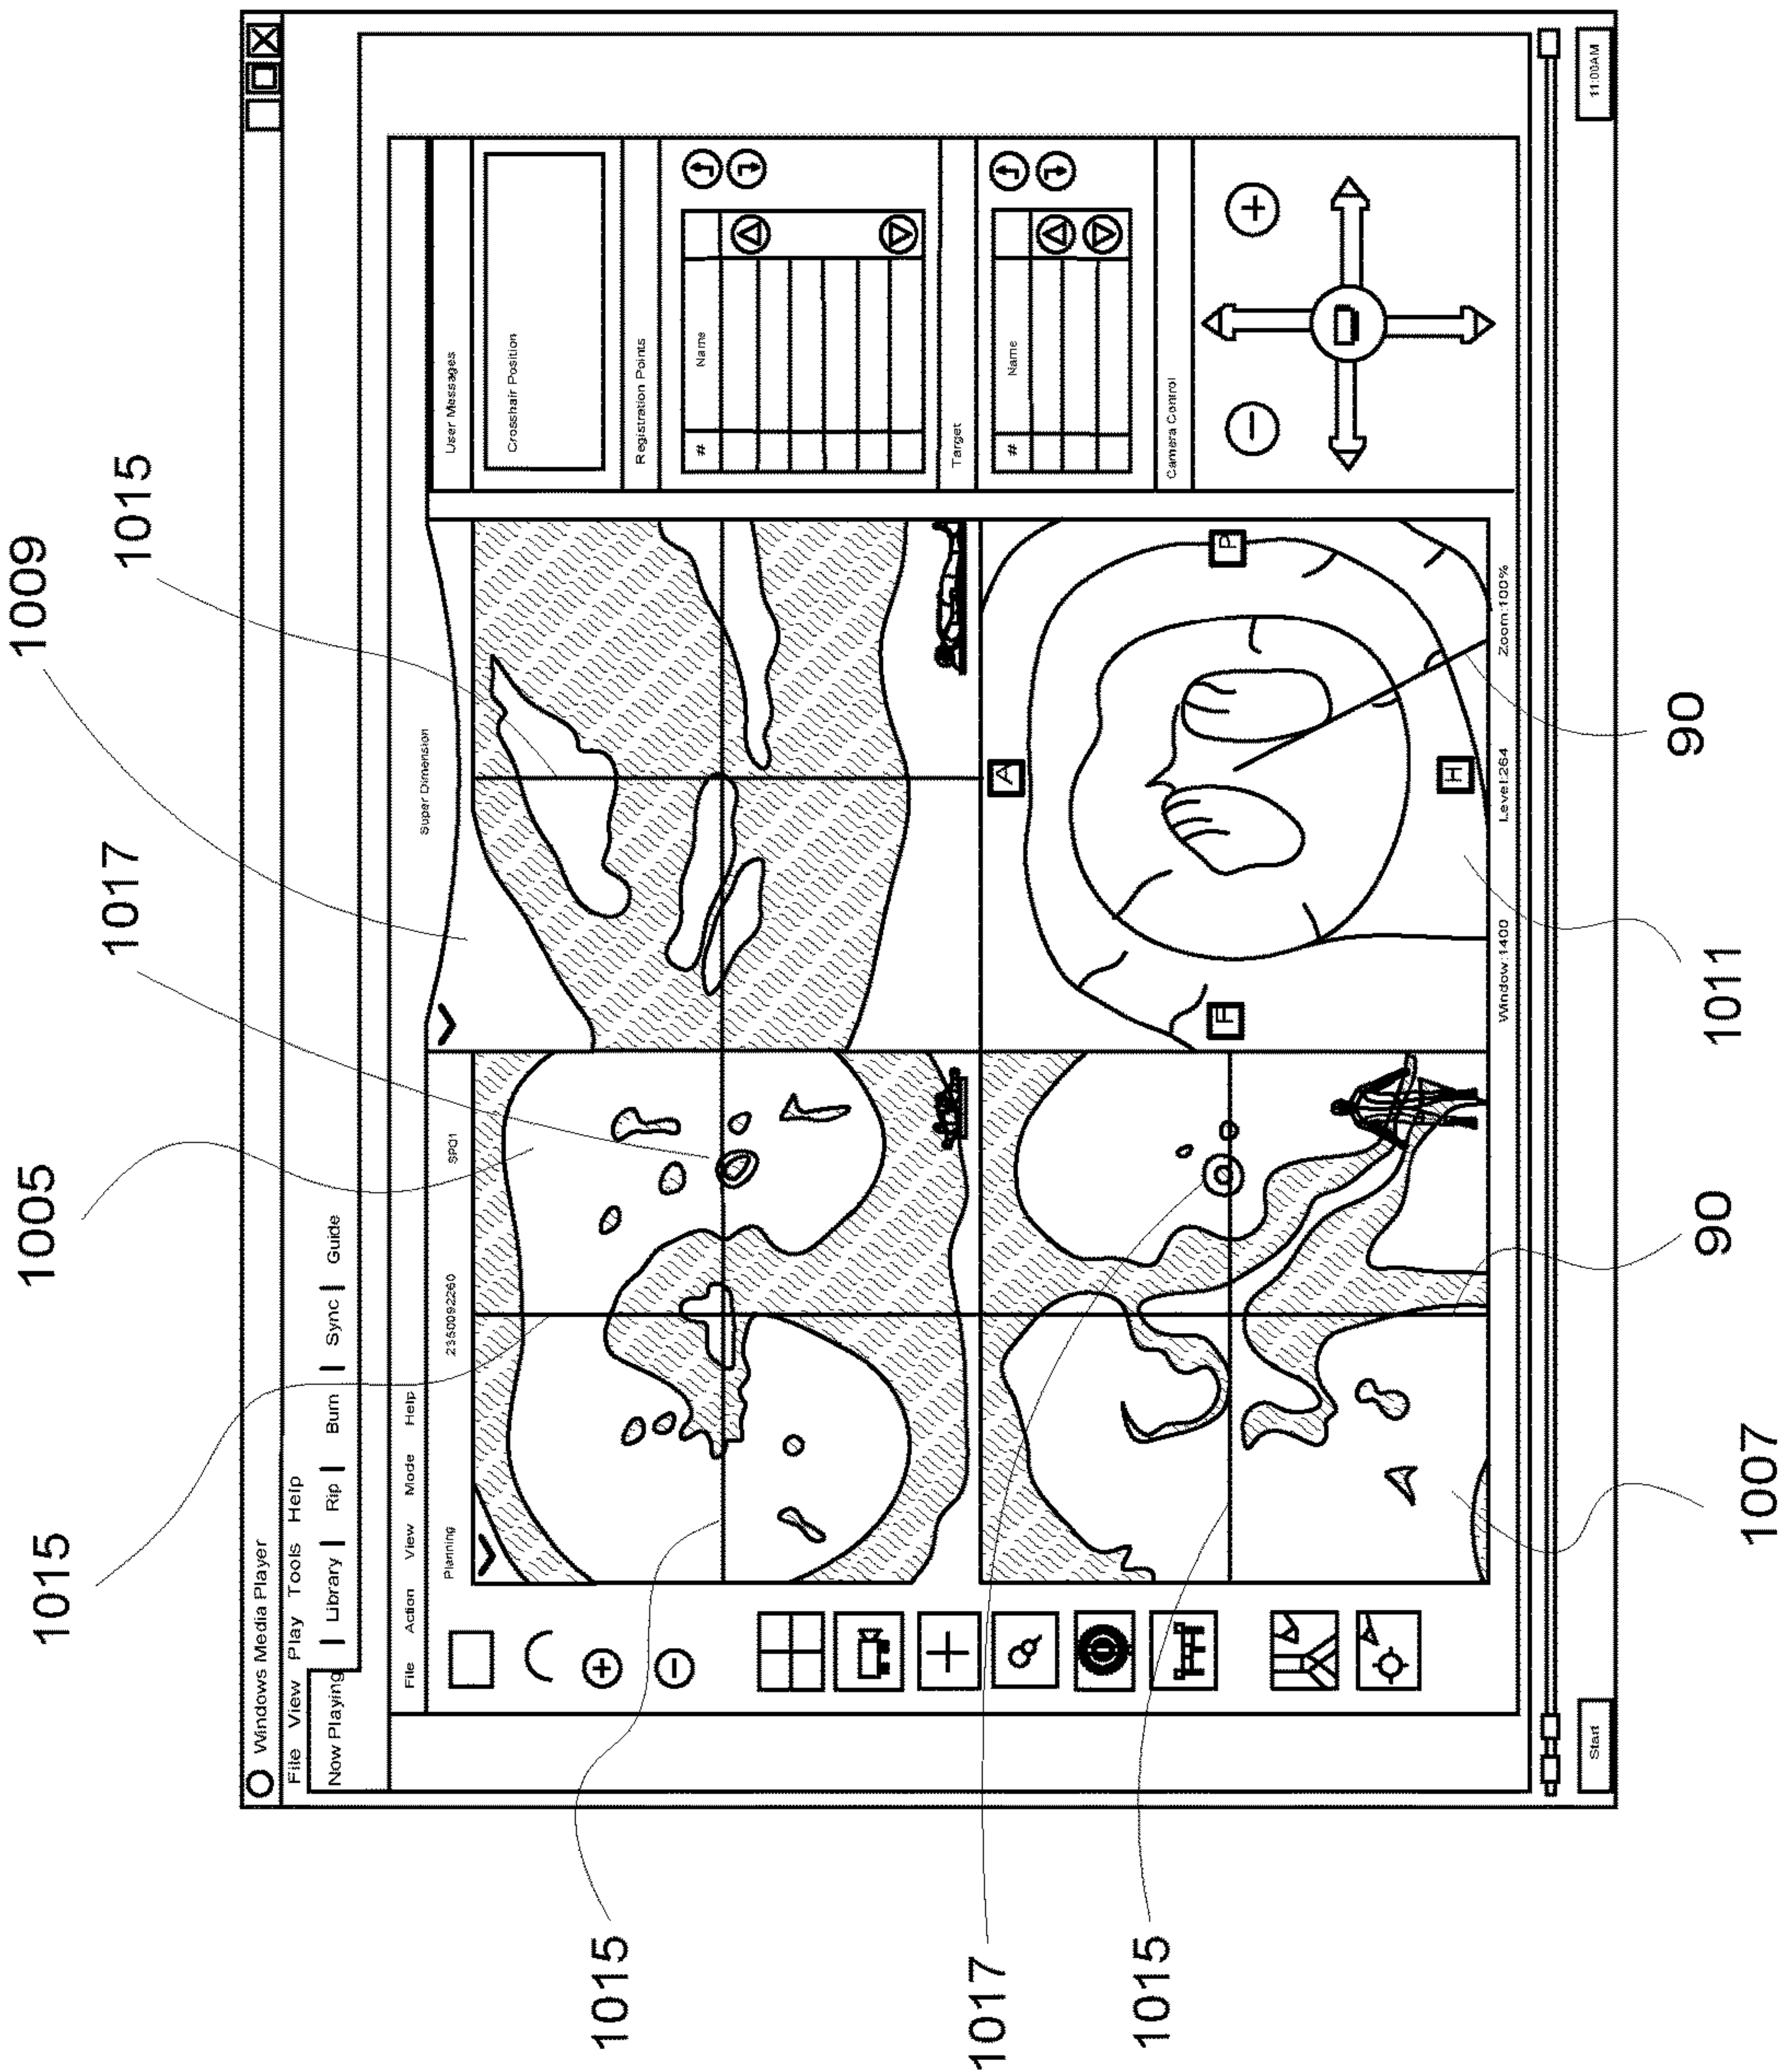 Windows Media Player
File View Play Tools Help
Now Playing | Library | Rip | Burn | Sync | Guide
File Action View Mode Help
Planning 2350092260 SP01 Super Dimension
User Messages
Crosshair Position
Registration Points
# Name
Target
# Name
Camera Control
A
F
P
H
Window:1400 Level:264 Zoom:100%
Start 11:00AM
1015
1005
1017
1009
1015
1015
1017
1015
1007
90
1011
90